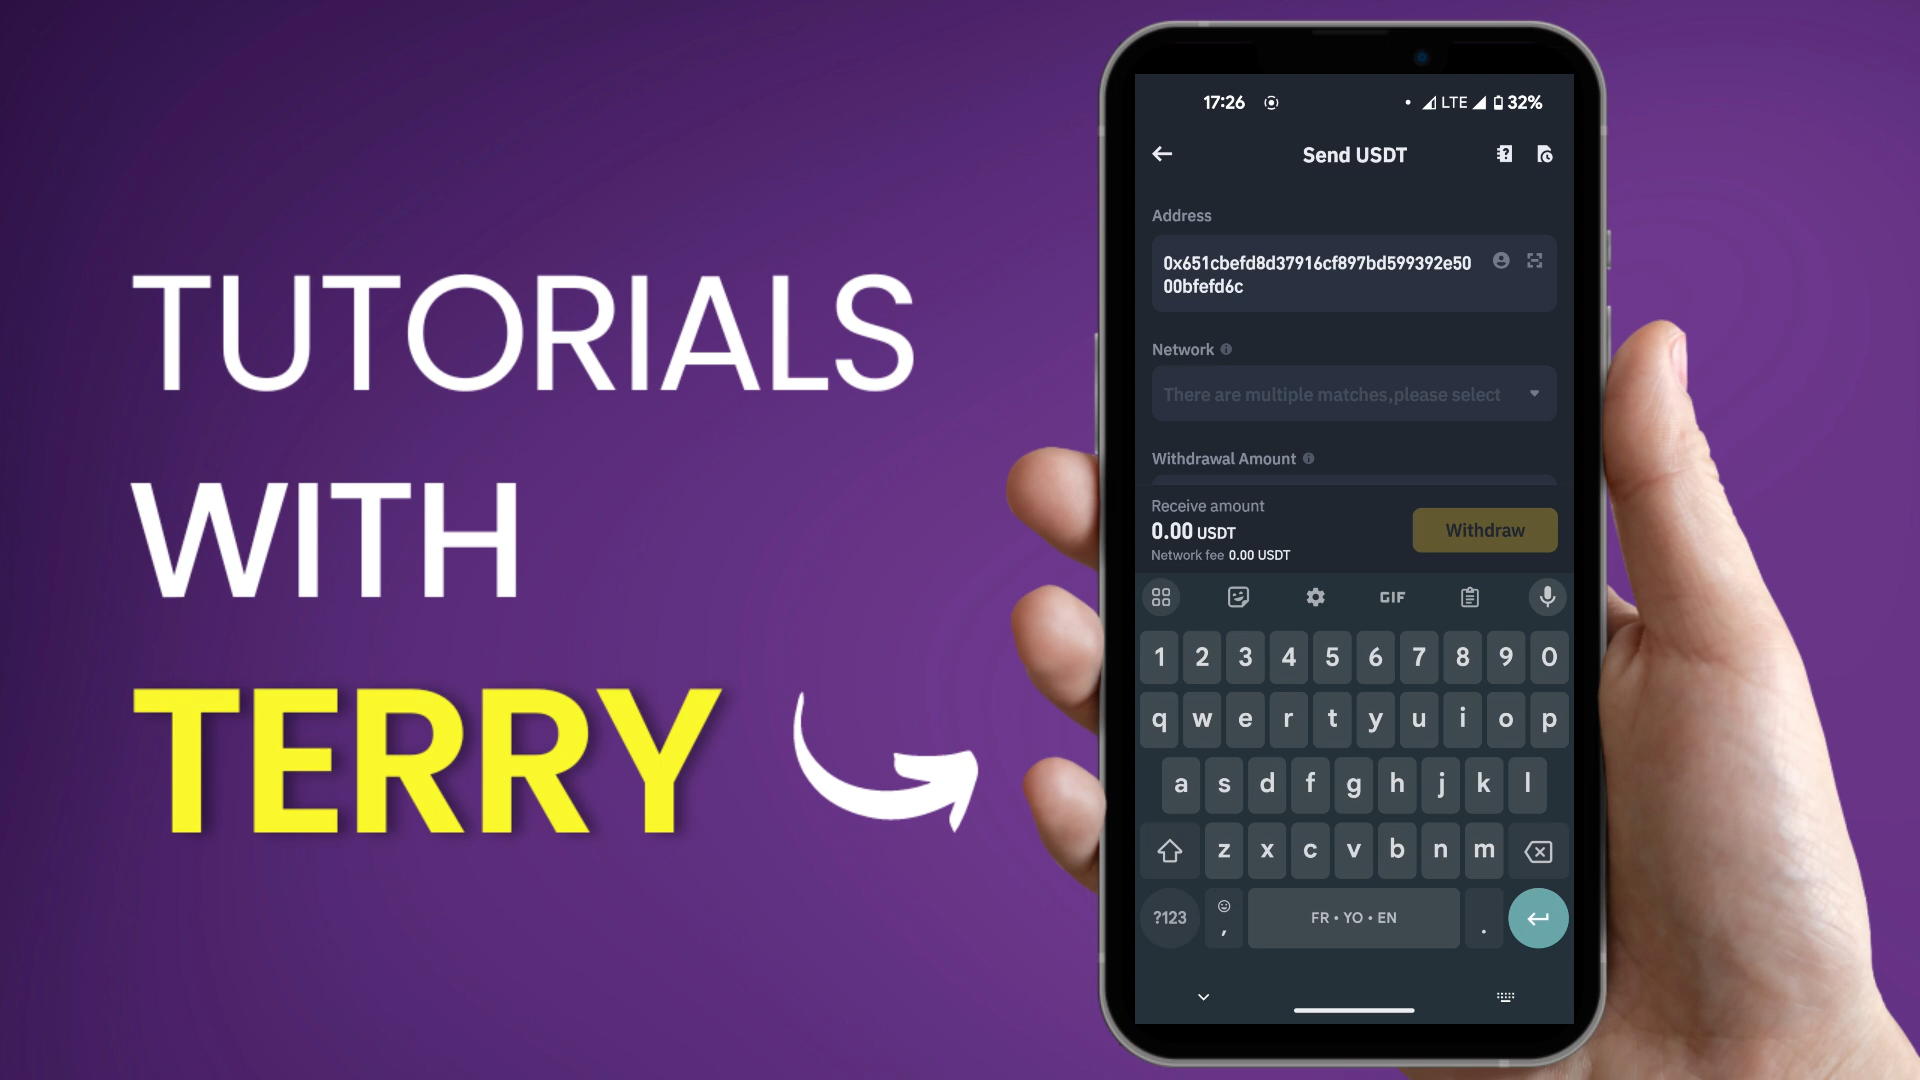 TUTORIALS
WITH
TERRY
17:26
LTE 32%
Send USDT
Address
0x651cbefd8d37916cf897bd599392e50
00bfefd6c
Network
There are multiple matches,please select
Withdrawal Amount
Receive amount
0.00 USDT
Withdraw
Network fee 0.00 USDT
GIF
1 2 3 4 5 6 7 8 9 0
q w e r t y u i o p
a s d f g h j k l
z x c v b n m
?123 , FR • YO • EN .